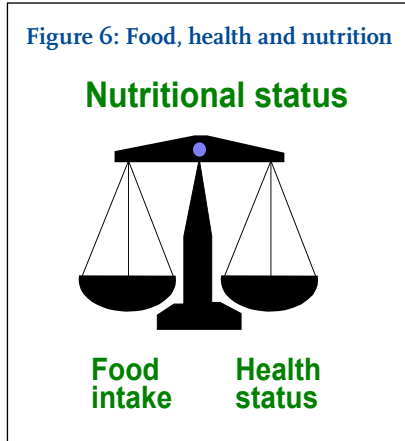 Figure 6: Food, health and nutrition
Nutritional status
Food
intake
Health
status